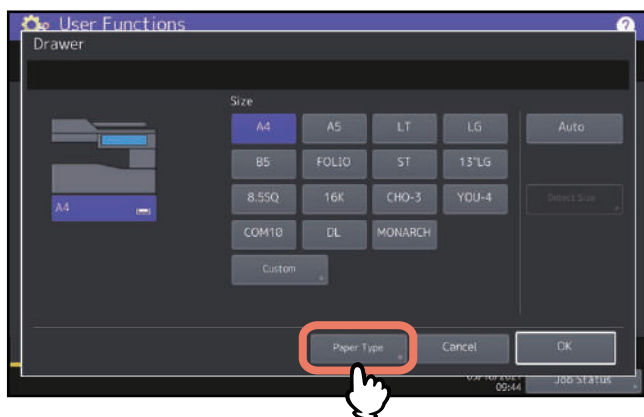 User Functions
?
Drawer
Size
A4 A5 LT LG Auto
B5 FOLIO ST 13"LG
8.5SQ 16K CHO-3 YOU-4 Detect Size
A4
COM10 DL MONARCH
Custom
Paper Type Cancel OK
09:44 Job Status